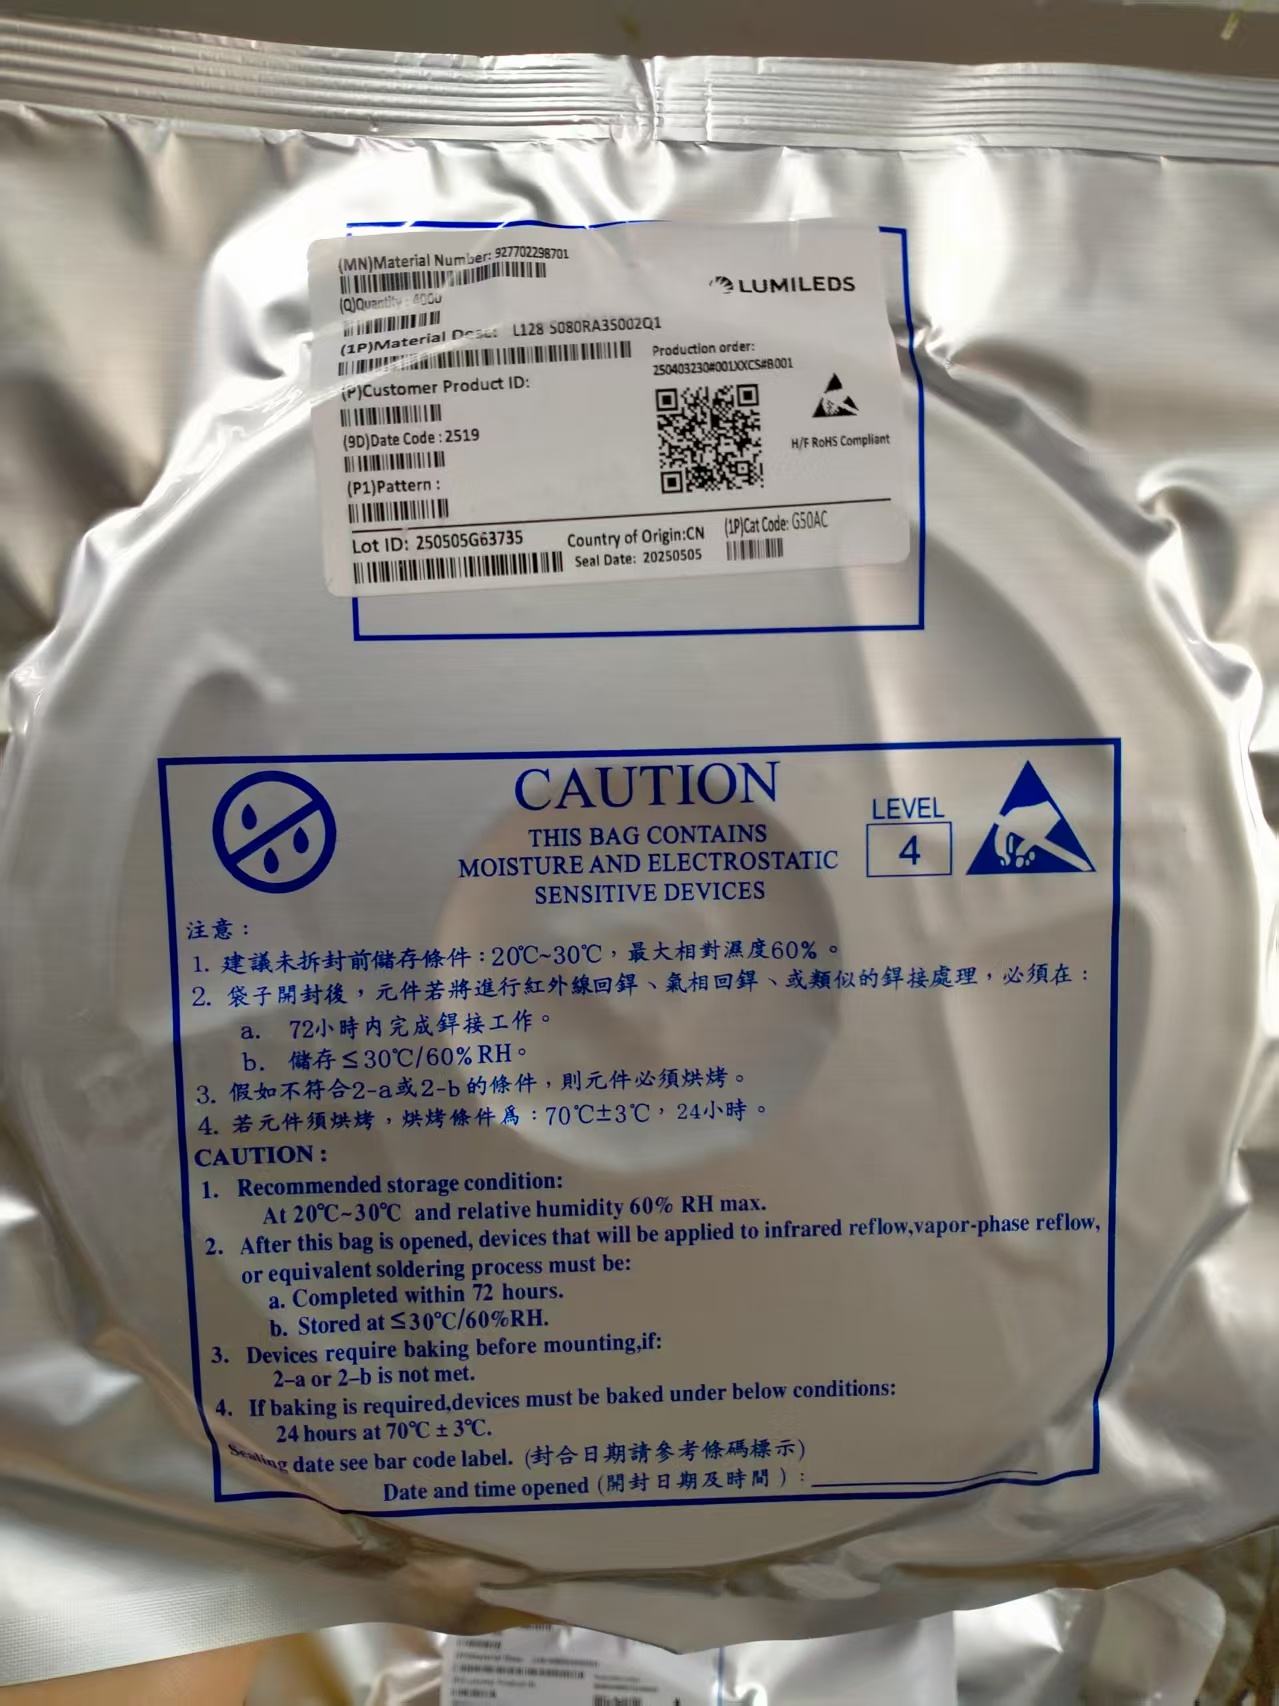 (MN)Material Number: 927702298701
LUMILEDS
(Q)Quantity : 4000
(1P)Material Desc: L128-S080RA35002Q1
Production order:
250403230#001XXCS#B001
(P)Customer Product ID:
(9D)Date Code : 2519
H/F RoHS Compliant
(P1)Pattern :
Lot ID: 250505G63735
Country of Origin:CN
(1P)Cat Code: G50AC
Seal Date: 20250505
CAUTION
THIS BAG CONTAINS
MOISTURE AND ELECTROSTATIC
SENSITIVE DEVICES
LEVEL
4
注意：
1. 建議未拆封前儲存條件：20℃~30℃，最大相對濕度60%。
2. 袋子開封後，元件若將進行紅外線回銲、氣相回銲、或類似的銲接處理，必須在：
a. 72小時内完成銲接工作。
b. 儲存≤30℃/60%RH。
3. 假如不符合2-a或2-b的條件，則元件必須烘烤。
4. 若元件須烘烤，烘烤條件爲：70℃±3℃，24小時。
CAUTION :
1. Recommended storage condition:
At 20℃~30℃ and relative humidity 60% RH max.
2. After this bag is opened, devices that will be applied to infrared reflow,vapor-phase reflow,
or equivalent soldering process must be:
a. Completed within 72 hours.
b. Stored at ≤30℃/60%RH.
3. Devices require baking before mounting,if:
2-a or 2-b is not met.
4. If baking is required,devices must be baked under below conditions:
24 hours at 70℃ ± 3℃.
Sealing date see bar code label. (封合日期請參考條碼標示)
Date and time opened (開封日期及時間)：